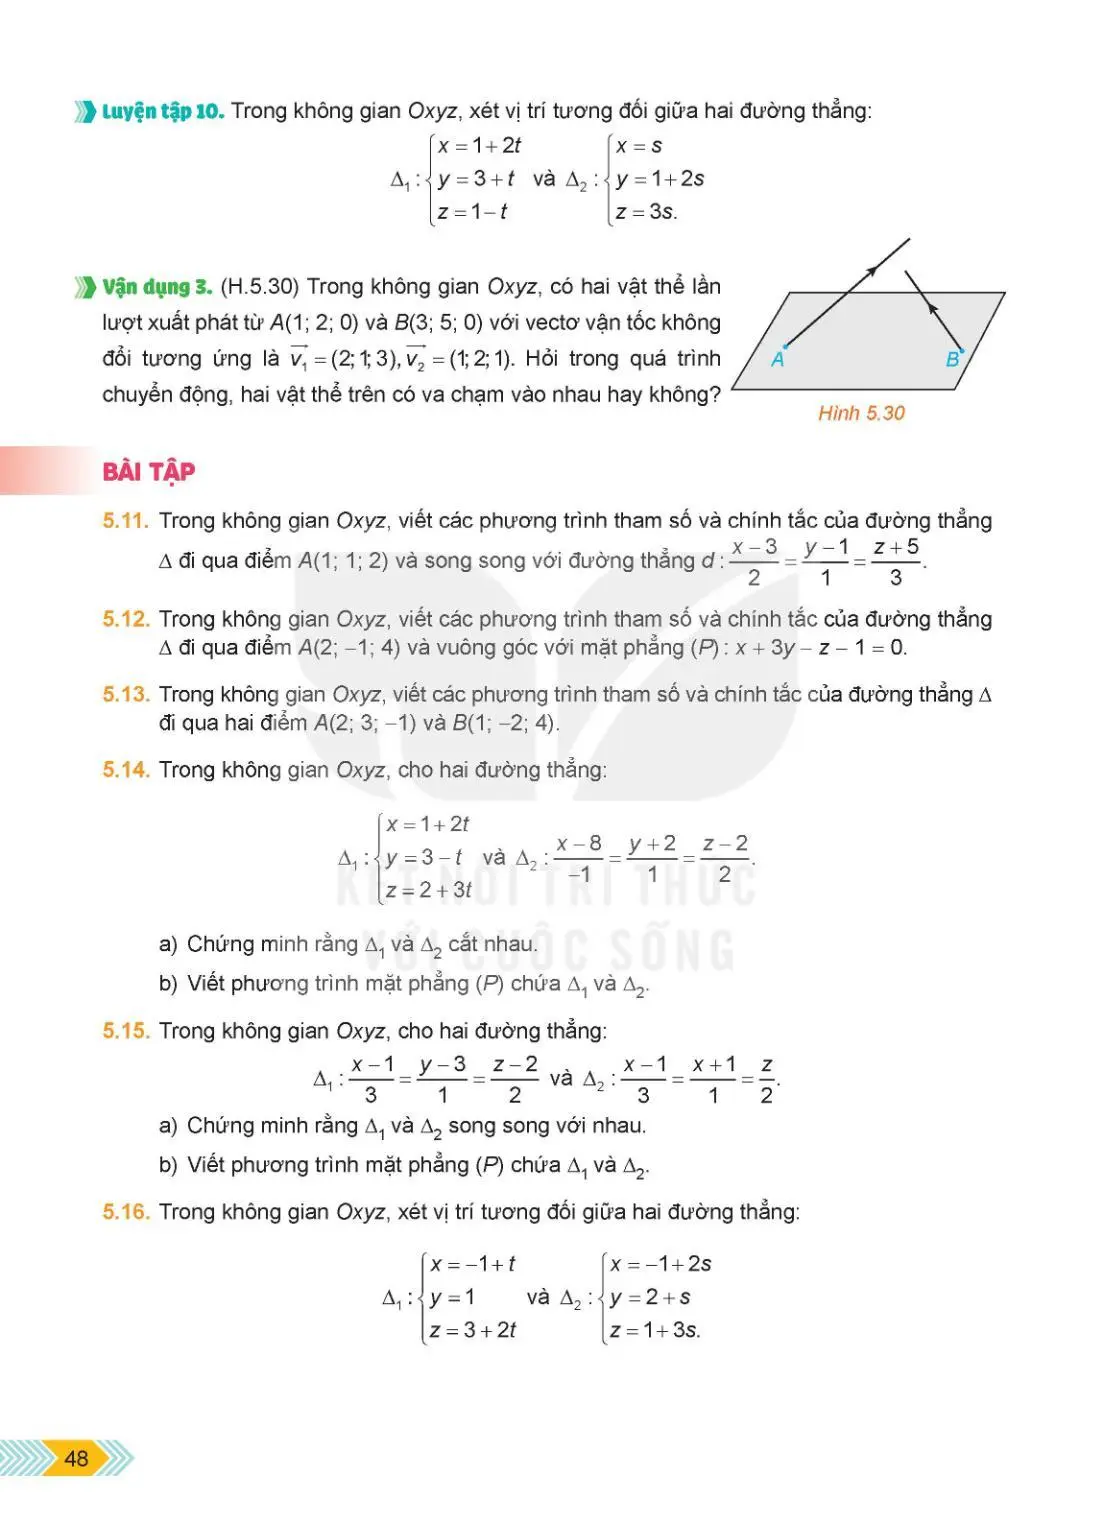 Luyện tập 10. Trong không gian Oxyz, xét vị trí tương đối giữa hai đường thẳng:
Δ₁ : { x = 1 + 2t; y = 3 + t; z = 1 − t và Δ₂ : { x = s; y = 1 + 2s; z = 3s.
Vận dụng 3. (H.5.30) Trong không gian Oxyz, có hai vật thể lần
lượt xuất phát từ A(1; 2; 0) và B(3; 5; 0) với vectơ vận tốc không
đổi tương ứng là v₁→ = (2; 1; 3), v₂→ = (1; 2; 1). Hỏi trong quá trình
chuyển động, hai vật thể trên có va chạm vào nhau hay không?
A
B
Hình 5.30
BÀI TẬP
5.11. Trong không gian Oxyz, viết các phương trình tham số và chính tắc của đường thẳng
Δ đi qua điểm A(1; 1; 2) và song song với đường thẳng d : (x − 3)/2 = (y − 1)/1 = (z + 5)/3.
5.12. Trong không gian Oxyz, viết các phương trình tham số và chính tắc của đường thẳng
Δ đi qua điểm A(2; −1; 4) và vuông góc với mặt phẳng (P) : x + 3y − z − 1 = 0.
5.13. Trong không gian Oxyz, viết các phương trình tham số và chính tắc của đường thẳng Δ
đi qua hai điểm A(2; 3; −1) và B(1; −2; 4).
5.14. Trong không gian Oxyz, cho hai đường thẳng:
Δ₁ : { x = 1 + 2t; y = 3 − t; z = 2 + 3t và Δ₂ : (x − 8)/−1 = (y + 2)/1 = (z − 2)/2.
KẾT NỐI TRI THỨC
VỚI CUỘC SỐNG
a) Chứng minh rằng Δ₁ và Δ₂ cắt nhau.
b) Viết phương trình mặt phẳng (P) chứa Δ₁ và Δ₂.
5.15. Trong không gian Oxyz, cho hai đường thẳng:
Δ₁ : (x − 1)/3 = (y − 3)/1 = (z − 2)/2 và Δ₂ : (x − 1)/3 = (x + 1)/1 = z/2.
a) Chứng minh rằng Δ₁ và Δ₂ song song với nhau.
b) Viết phương trình mặt phẳng (P) chứa Δ₁ và Δ₂.
5.16. Trong không gian Oxyz, xét vị trí tương đối giữa hai đường thẳng:
Δ₁ : { x = −1 + t; y = 1; z = 3 + 2t và Δ₂ : { x = −1 + 2s; y = 2 + s; z = 1 + 3s.
48